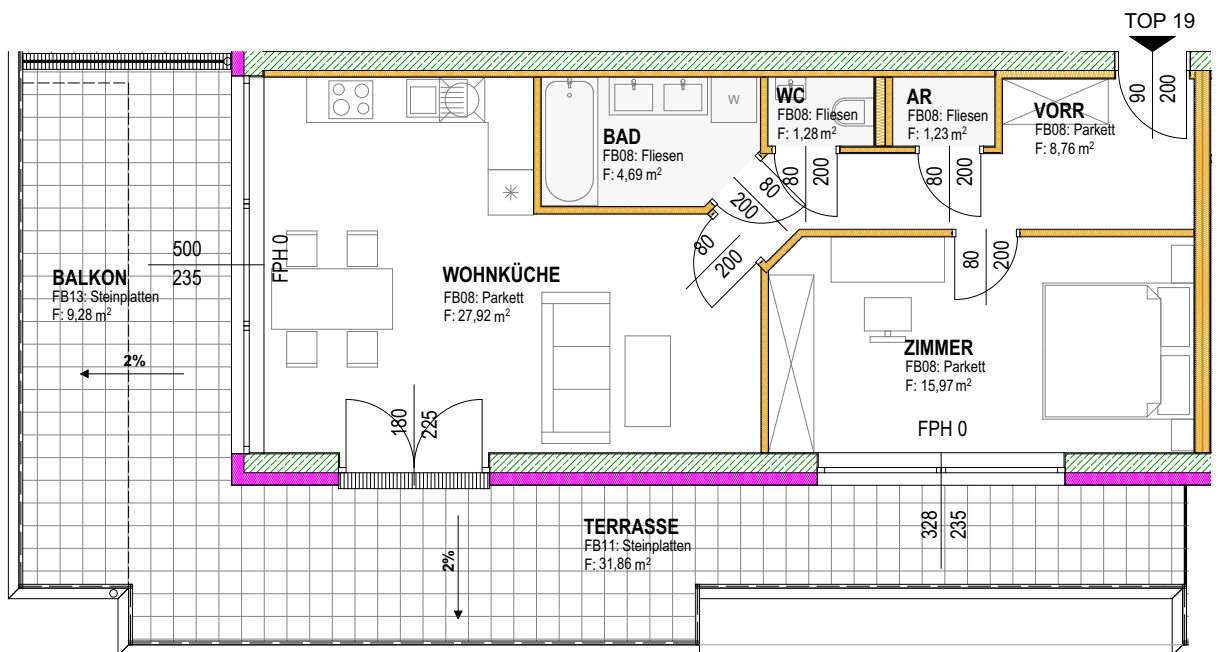 TOP 19
90
200
WC
FB08: Fliesen
F: 1,28 m²
AR
FB08: Fliesen
F: 1,23 m²
VORR
FB08: Parkett
F: 8,76 m²
BAD
FB08: Fliesen
F: 4,69 m²
W
80
200
80
200
80
200
80
200
80
200
BALKON
FB13: Steinplatten
F: 9,28 m²
500
235
FPH 0
2%
WOHNKÜCHE
FB08: Parkett
F: 27,92 m²
180
225
ZIMMER
FB08: Parkett
F: 15,97 m²
FPH 0
328
235
TERRASSE
FB11: Steinplatten
F: 31,86 m²
2%